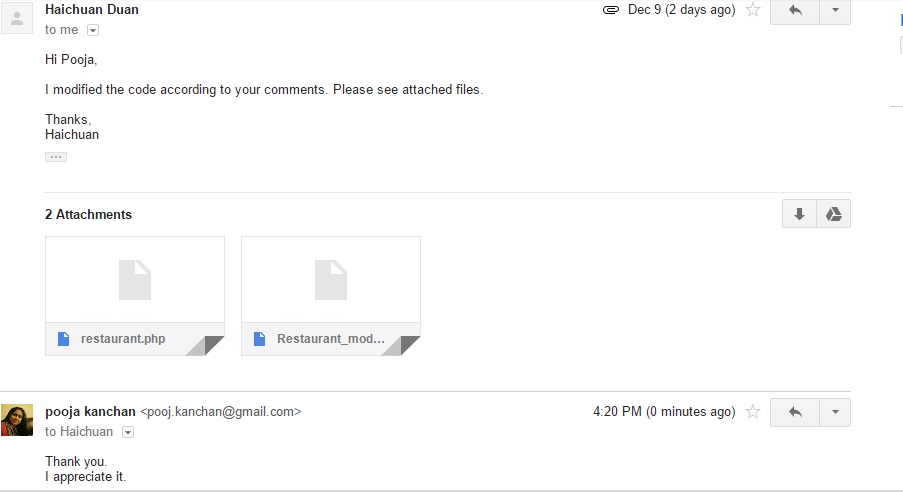 Haichuan Duan
Dec 9 (2 days ago)
to me
Hi Pooja,
I modified the code according to your comments. Please see attached files.
Thanks,
Haichuan
2 Attachments
restaurant.php
Restaurant_mod...
pooja kanchan <pooj.kanchan@gmail.com>
4:20 PM (0 minutes ago)
to Haichuan
Thank you.
I appreciate it.